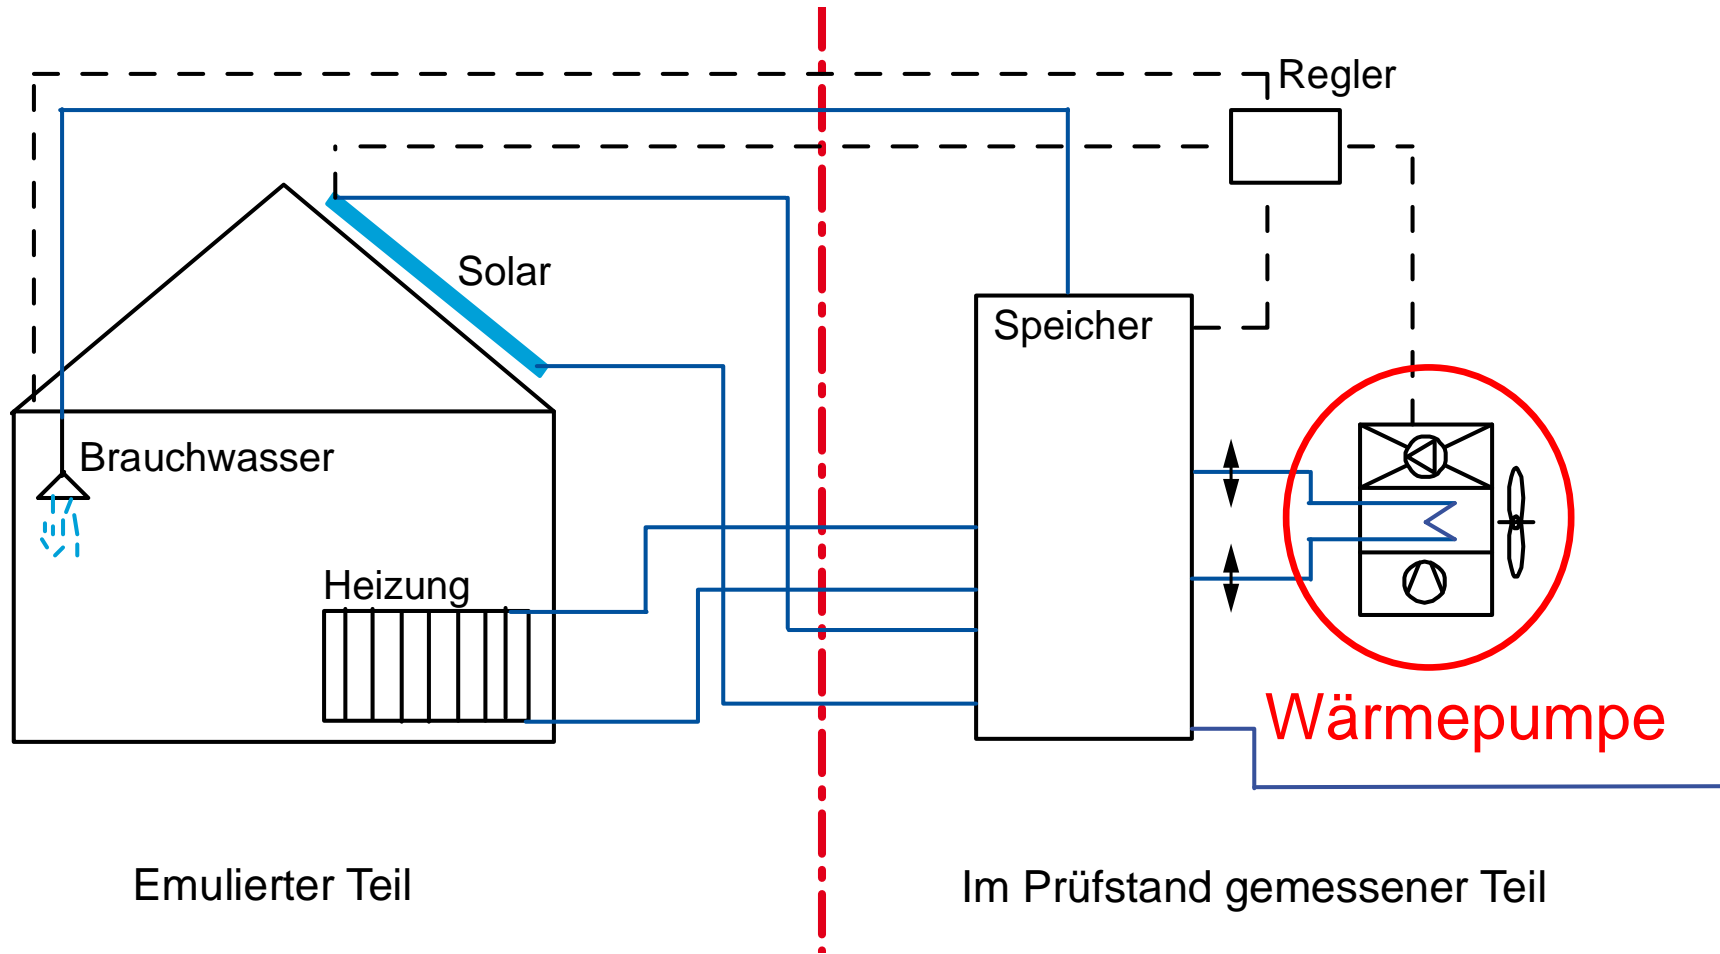 Regler
Solar
Speicher
Brauchwasser
Heizung
Wärmepumpe
Emulierter Teil
Im Prüfstand gemessener Teil